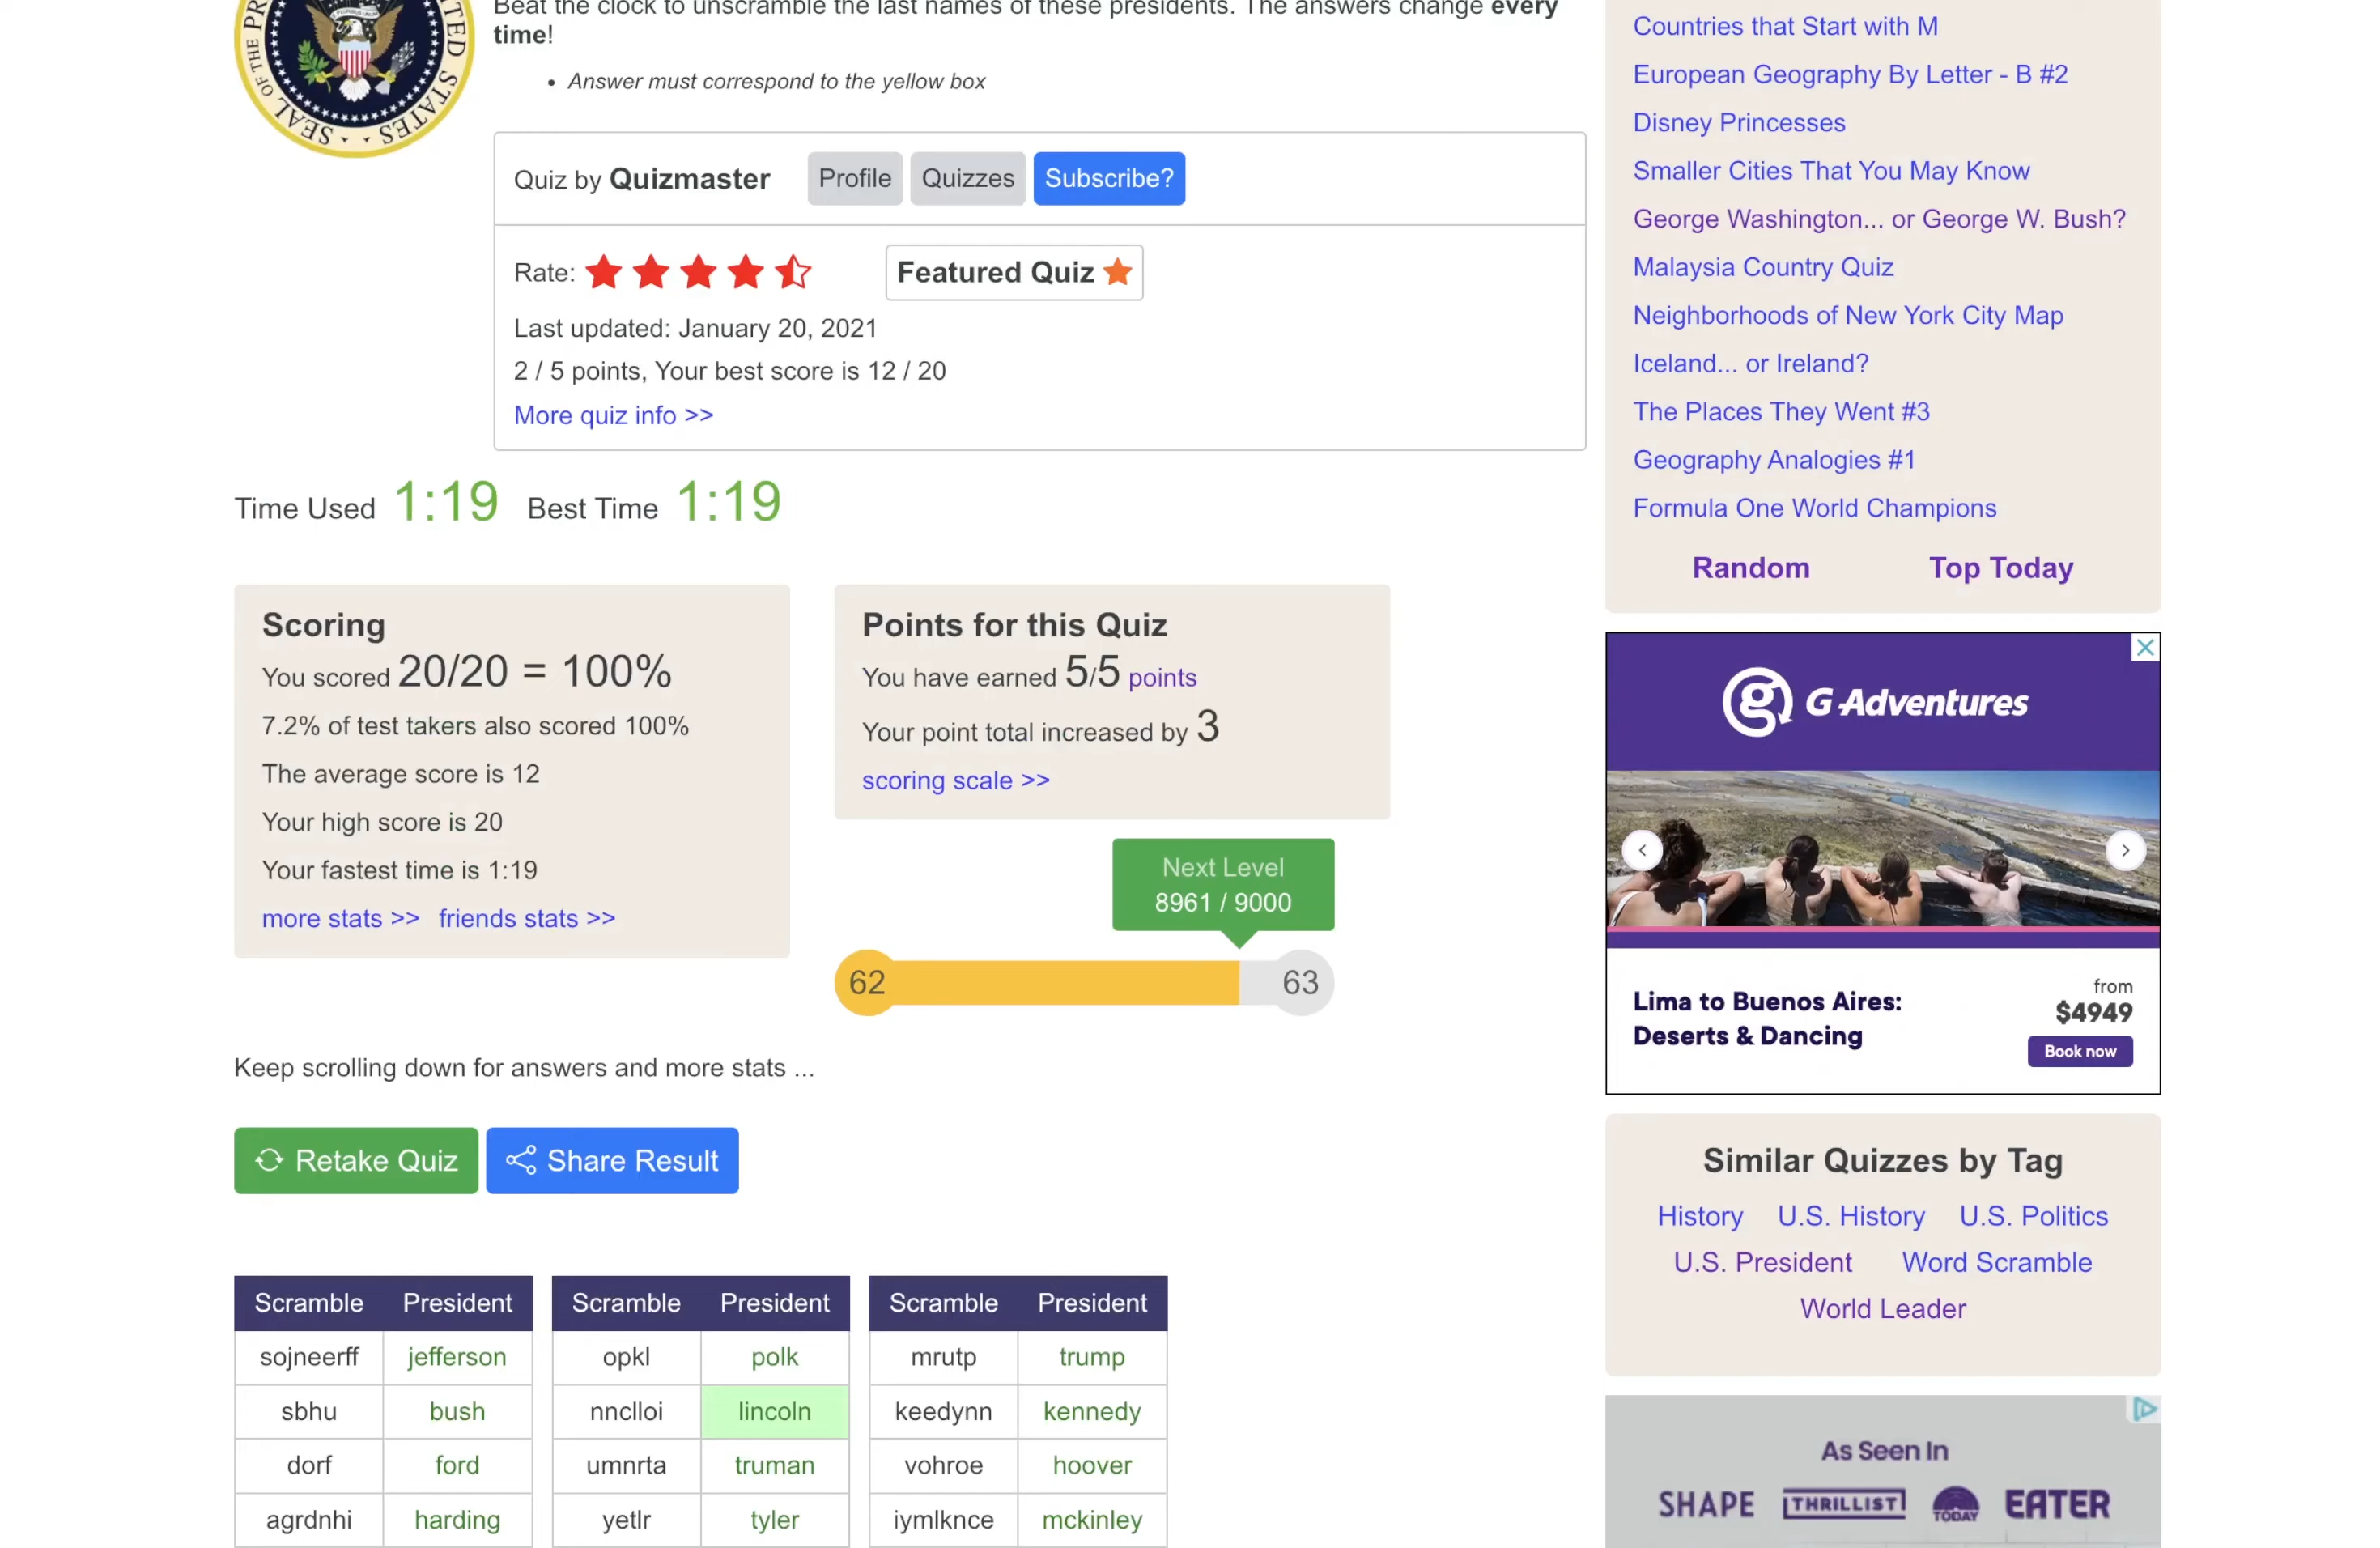 SEAL OF THE PR
TED STATES
Beat the clock to unscramble the last names of these presidents. The answers change every
time!
• Answer must correspond to the yellow box
Quiz by Quizmaster Profile Quizzes Subscribe?
Rate: Featured Quiz
Last updated: January 20, 2021
2 / 5 points, Your best score is 12 / 20
More quiz info >>
Time Used 1:19 Best Time 1:19
Scoring
You scored 20/20 = 100%
7.2% of test takers also scored 100%
The average score is 12
Your high score is 20
Your fastest time is 1:19
more stats >> friends stats >>
Points for this Quiz
You have earned 5/5 points
Your point total increased by 3
scoring scale >>
Next Level
8961 / 9000
62 63
Keep scrolling down for answers and more stats ...
Retake Quiz Share Result
Scramble President Scramble President Scramble President
sojneerff jefferson opkl polk mrutp trump
sbhu bush nnclloi lincoln keedynn kennedy
dorf ford umnrta truman vohroe hoover
agrdnhi harding yetlr tyler iymlknce mckinley
Countries that Start with M
European Geography By Letter - B #2
Disney Princesses
Smaller Cities That You May Know
George Washington... or George W. Bush?
Malaysia Country Quiz
Neighborhoods of New York City Map
Iceland... or Ireland?
The Places They Went #3
Geography Analogies #1
Formula One World Champions
Random Top Today
G Adventures
Lima to Buenos Aires:
Deserts & Dancing
from
$4949
Book now
Similar Quizzes by Tag
History U.S. History U.S. Politics
U.S. President Word Scramble
World Leader
As Seen In
SHAPE THRILLIST TODAY EATER